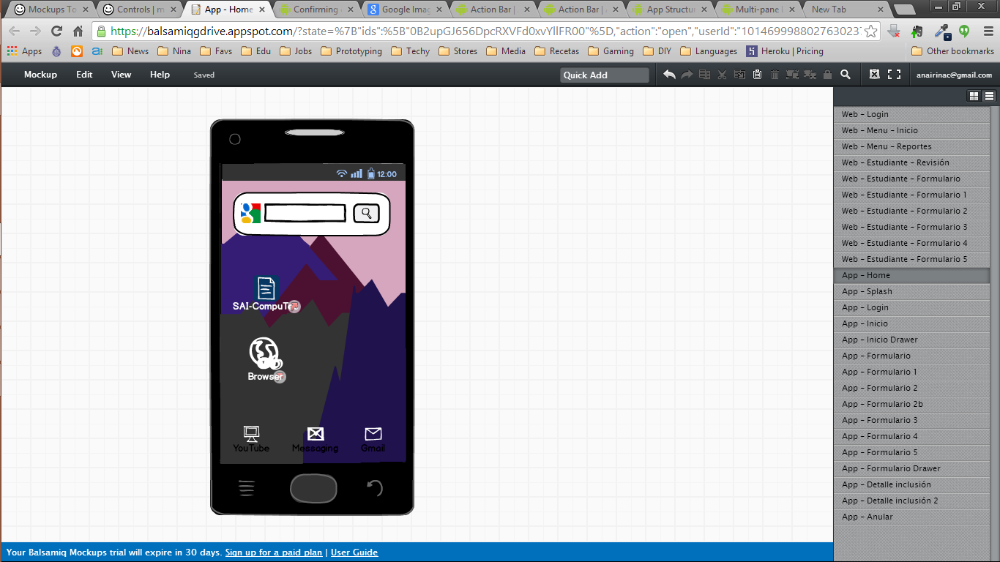 Mockups To
Controls | m
App - Home
Confirming
Google Imag
Action Bar |
Action Bar |
App Structur
Multi-pane L
New Tab
https://balsamiqgdrive.appspot.com/?state=%7B"ids":%5B"0B2upGJ656DpcRXVFd0xvYllFR00"%5D,"action":"open","userId":"10146999880276302
Apps
News
Nina
Favs
Edu
Jobs
Prototyping
Techy
Stores
Media
Recetas
Gaming
DIY
Languages
Heroku | Pricing
Other bookmarks
Mockup Edit View Help Saved
Quick Add
anairinac@gmail.com
12:00
SAI-CompuTe
Browser
YouTube Messaging Gmail
Web - Login
Web - Menu - Inicio
Web - Menu - Reportes
Web - Estudiante - Revisión
Web - Estudiante - Formulario
Web - Estudiante - Formulario 1
Web - Estudiante - Formulario 2
Web - Estudiante - Formulario 3
Web - Estudiante - Formulario 4
Web - Estudiante - Formulario 5
App - Home
App - Splash
App - Login
App - Inicio
App - Inicio Drawer
App - Formulario
App - Formulario 1
App - Formulario 2
App - Formulario 2b
App - Formulario 3
App - Formulario 4
App - Formulario 5
App - Formulario Drawer
App - Detalle inclusión
App - Detalle inclusión 2
App - Anular
Your Balsamiq Mockups trial will expire in 30 days. Sign up for a paid plan | User Guide